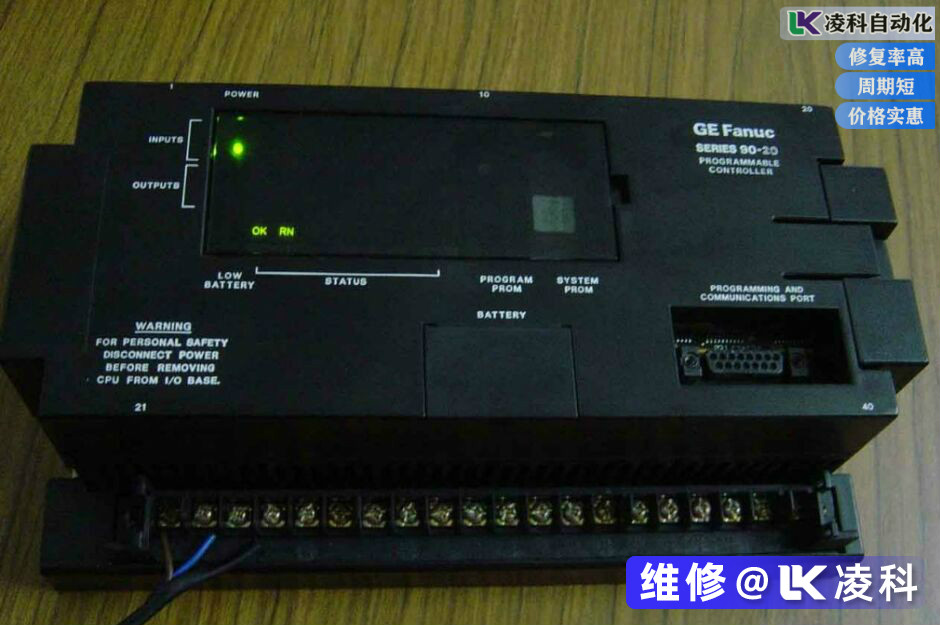 LK 凌科自动化
修复率高
周期短
价格实惠
1
POWER
10
20
INPUTS
OUTPUTS
GE Fanuc
SERIES 90-20
PROGRAMMABLE
CONTROLLER
OK RN
LOW
BATTERY
STATUS
PROGRAM
PROM
SYSTEM
PROM
BATTERY
PROGRAMMING AND
COMMUNICATIONS PORT
WARNING
FOR PERSONAL SAFETY
DISCONNECT POWER
BEFORE REMOVING
CPU FROM I/O BASE.
21
40
维修@LK凌科